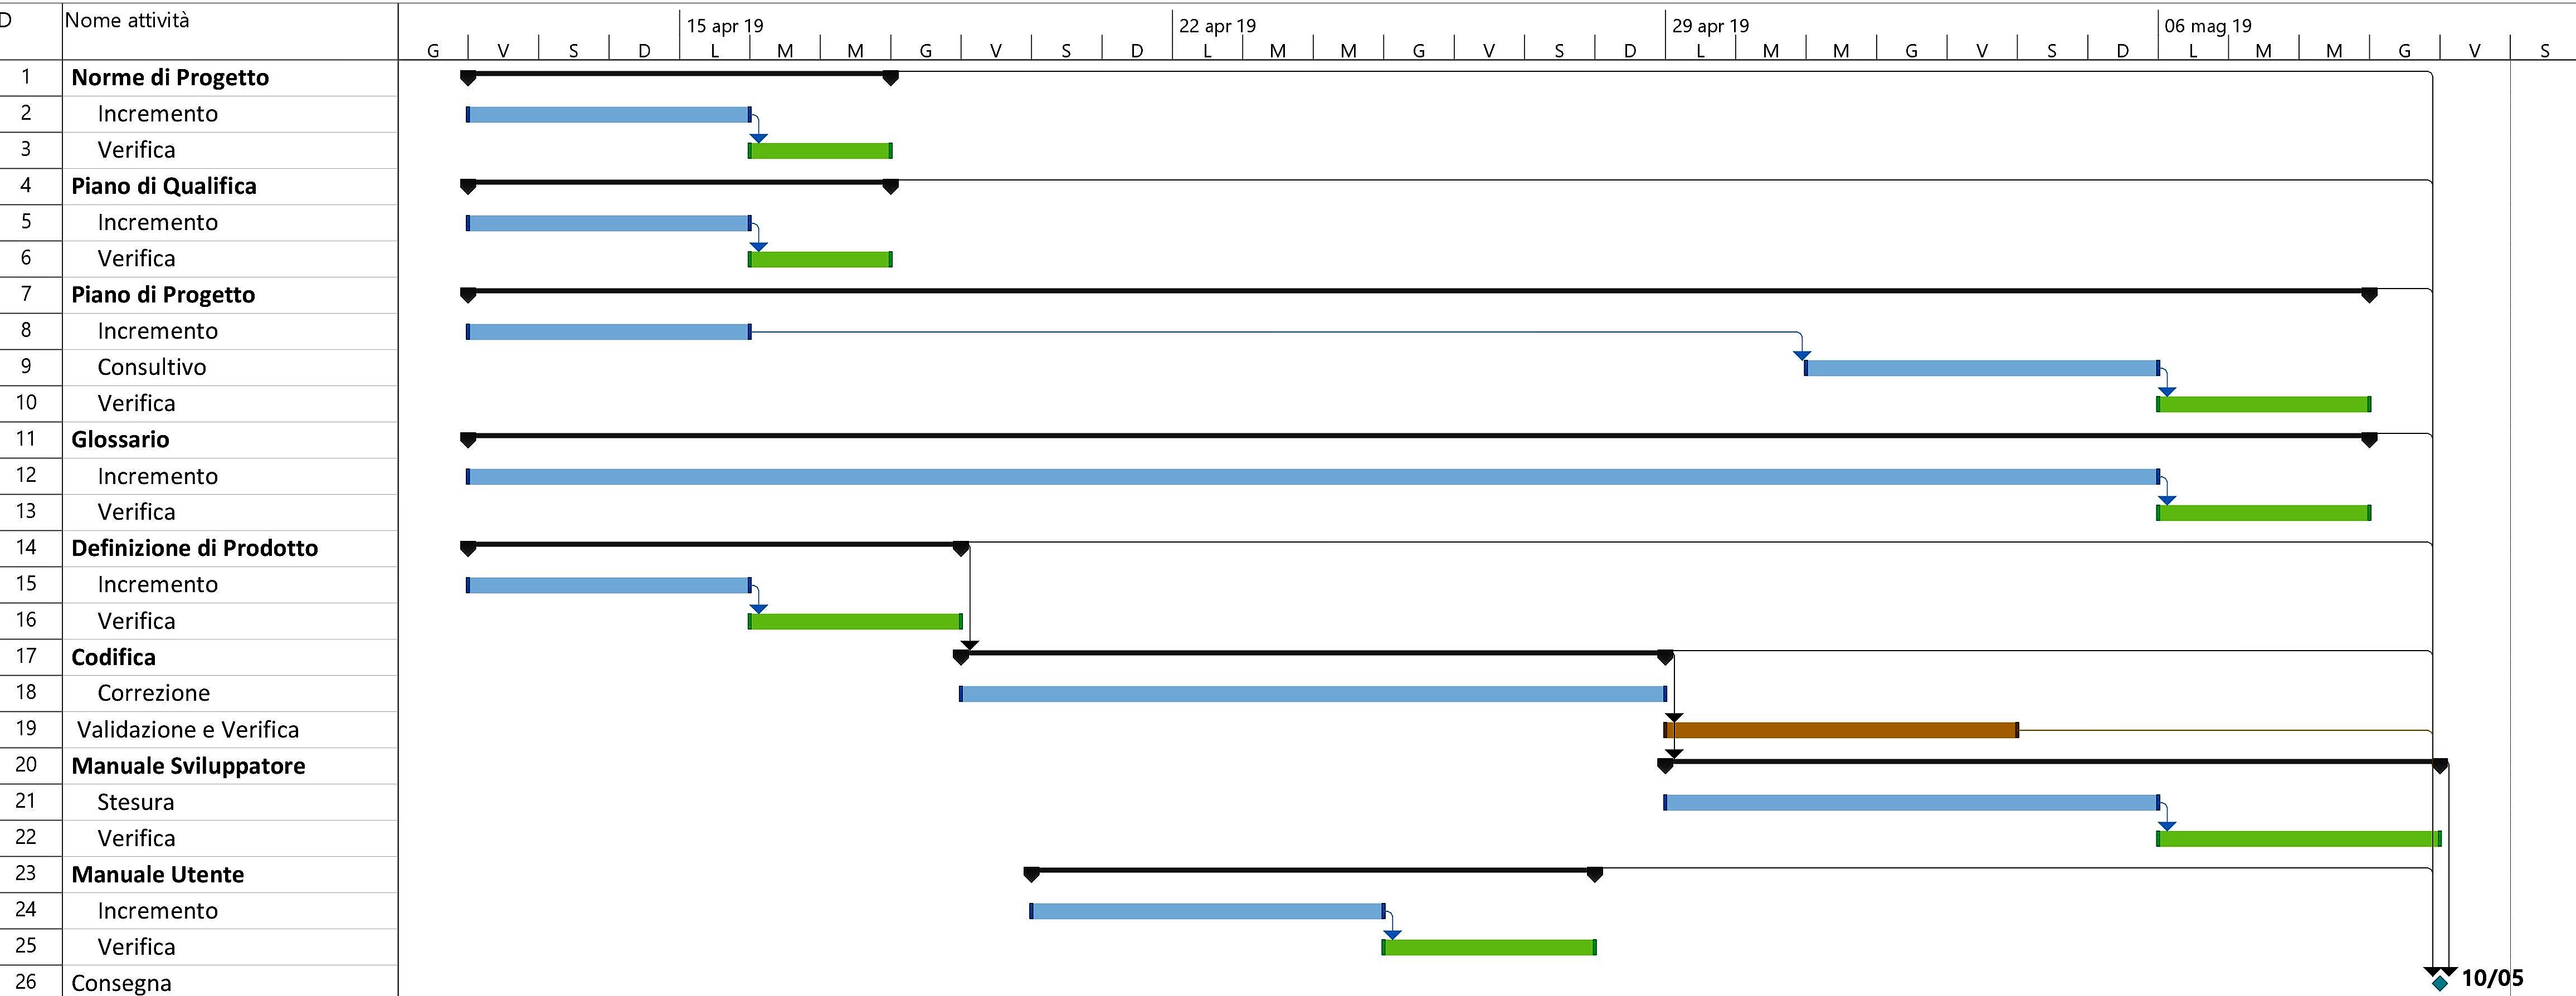 D Nome attività 15 apr 19 22 apr 19 29 apr 19 06 mag 19
G V S D L M M G V S D L M M G V S D L M M G V S D L M M G V S
1 Norme di Progetto
2 Incremento
3 Verifica
4 Piano di Qualifica
5 Incremento
6 Verifica
7 Piano di Progetto
8 Incremento
9 Consultivo
10 Verifica
11 Glossario
12 Incremento
13 Verifica
14 Definizione di Prodotto
15 Incremento
16 Verifica
17 Codifica
18 Correzione
19 Validazione e Verifica
20 Manuale Sviluppatore
21 Stesura
22 Verifica
23 Manuale Utente
24 Incremento
25 Verifica
26 Consegna 10/05